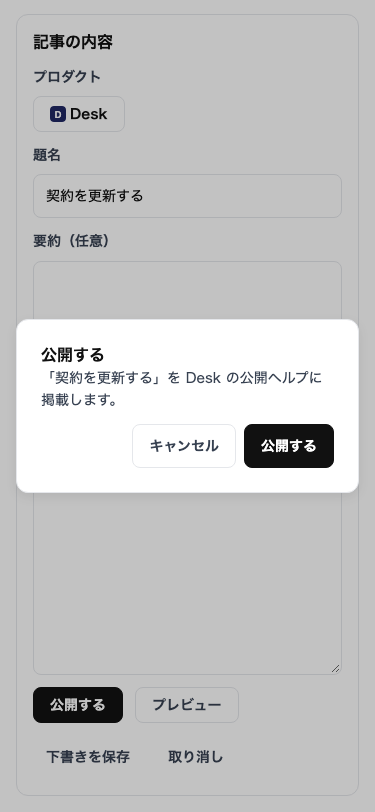 記事の内容
プロダクト
D Desk
題名
契約を更新する
要約（任意）
公開する
「契約を更新する」を Desk の公開ヘルプに
掲載します。
キャンセル
公開する
公開する
プレビュー
下書きを保存
取り消し